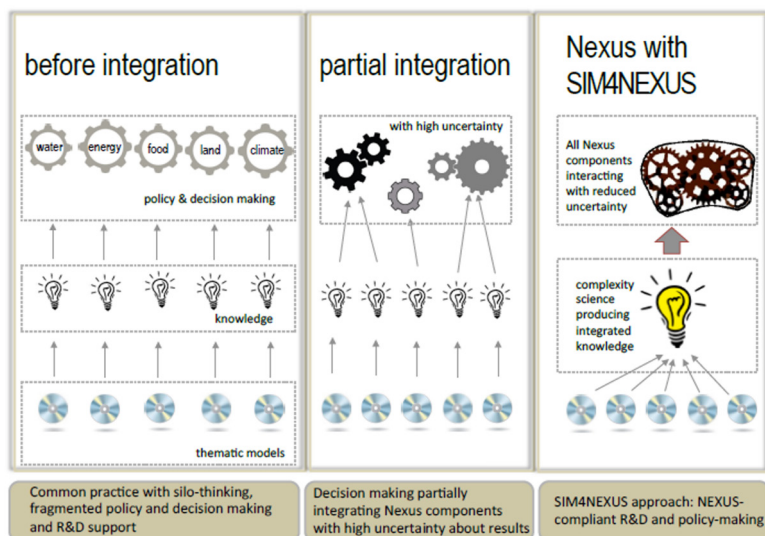 before integration
water energy food land climate
policy & decision making
knowledge
thematic models
Common practice with silo-thinking,
fragmented policy and decision making
and R&D support
partial integration
with high uncertainty
Decision making partially
integrating Nexus components
with high uncertainty about results
Nexus with
SIM4NEXUS
All Nexus
components
interacting
with reduced
uncertainty
complexity
science
producing
integrated
knowledge
SIM4NEXUS approach: NEXUS-
compliant R&D and policy-making